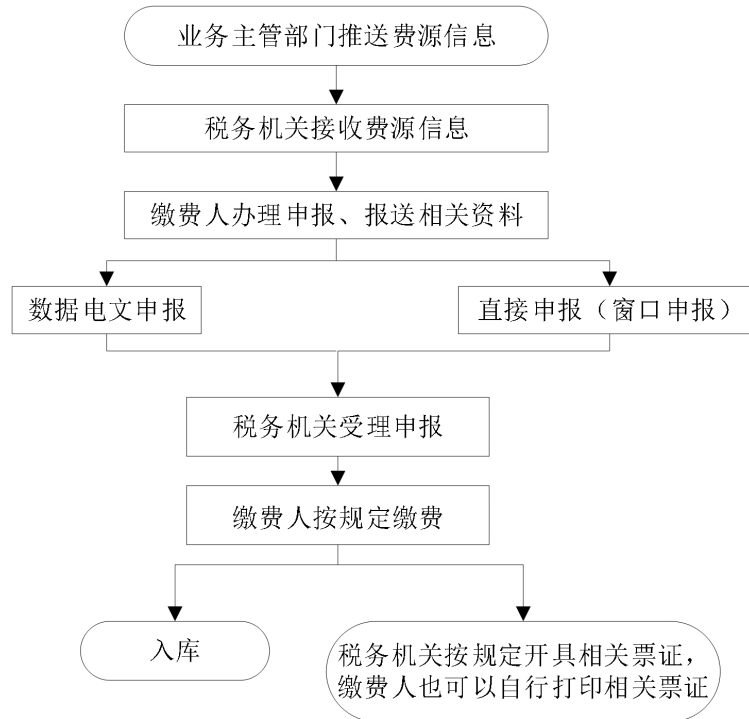 业务主管部门推送费源信息
税务机关接收费源信息
缴费人办理申报、报送相关资料
数据电文申报
直接申报（窗口申报）
税务机关受理申报
缴费人按规定缴费
入库
税务机关按规定开具相关票证，
缴费人也可以自行打印相关票证